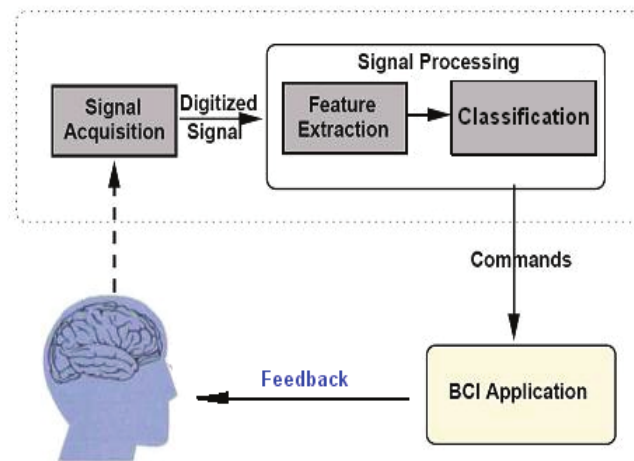 Signal Processing
Signal
Acquisition
Digitized
Signal
Feature
Extraction
Classification
Commands
BCI Application
Feedback